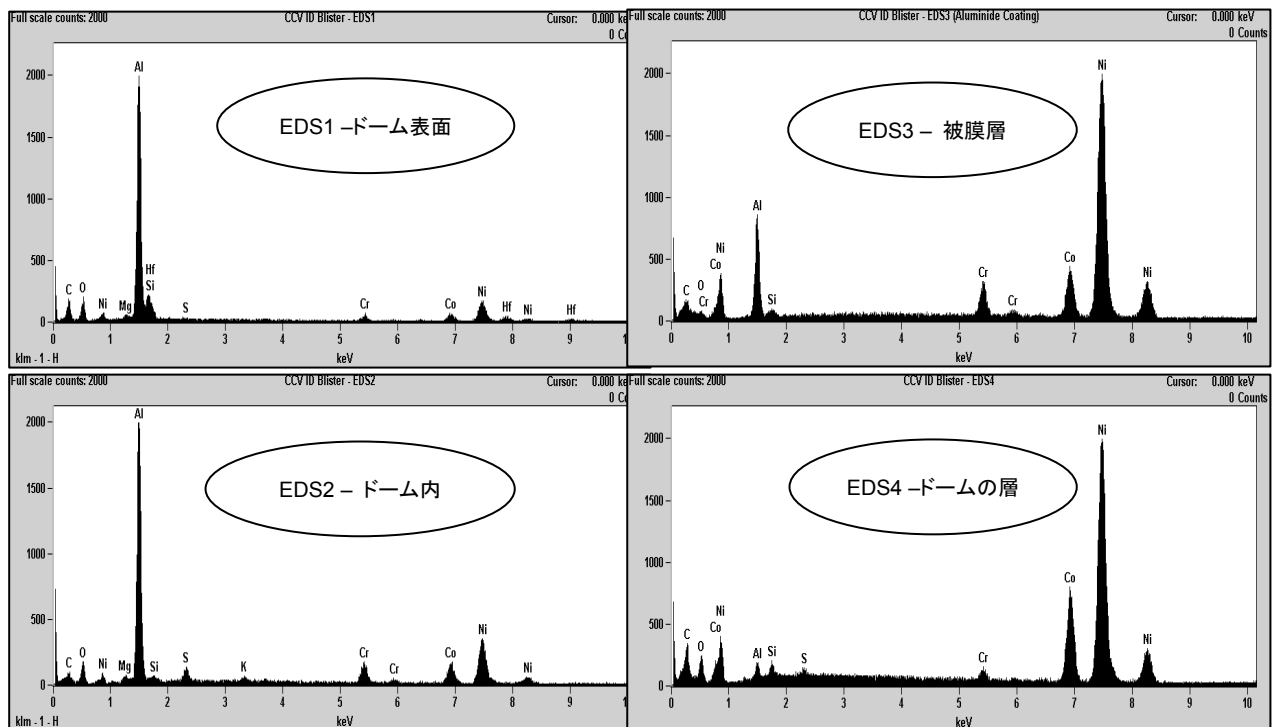 Full scale counts: 2000 CCV ID Blister - EDS1 Cursor: 0.000 ke
0 Co
2000
1500
1000
500
0
Al
EDS1 –ドーム表面
C O Ni Mg Hf Si S Cr Co Ni Hf Ni Hf
0 1 2 3 4 5 6 7 8 9
klm - 1 - H keV
Full scale counts: 2000 CCV ID Blister - EDS3 (Aluminide Coating) Cursor: 0.000 keV
0 Counts
2000
1500
1000
500
0
Ni
EDS3 – 被膜層
C O Cr Co Ni Al Si Cr Cr Co Ni
0 1 2 3 4 5 6 7 8 9 10
keV
Full scale counts: 2000 CCV ID Blister - EDS2 Cursor: 0.000 ke
0 Co
2000
1500
1000
500
0
Al
EDS2 – ドーム内
C O Ni Mg Si S K Cr Cr Co Ni Ni
0 1 2 3 4 5 6 7 8 9
klm - 1 - H keV
Full scale counts: 2000 CCV ID Blister - EDS4 Cursor: 0.000 keV
0 Counts
2000
1500
1000
500
0
Ni
EDS4 –ドームの層
C O Co Ni Al Si S Cr Co Ni
0 1 2 3 4 5 6 7 8 9 10
keV